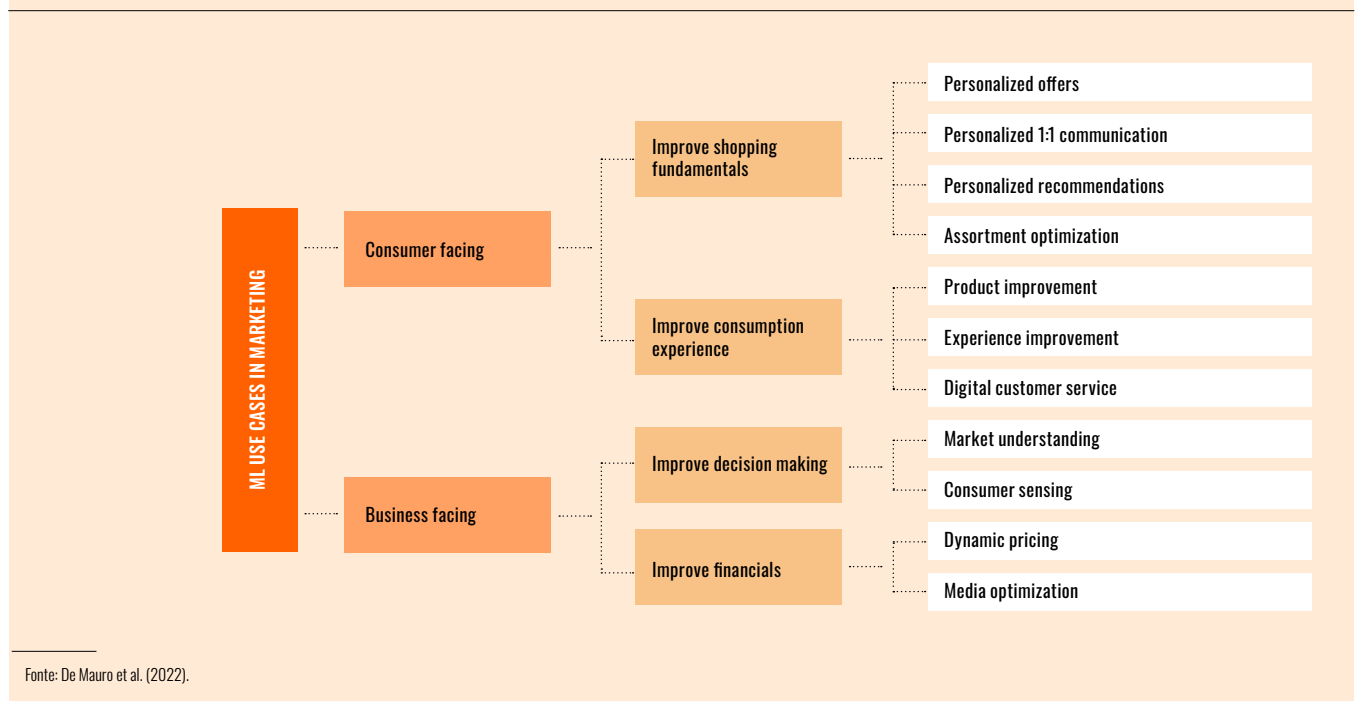 ML USE CASES IN MARKETING
Consumer facing
Improve shopping
fundamentals
Personalized offers
Personalized 1:1 communication
Personalized recommendations
Assortment optimization
Improve consumption
experience
Product improvement
Experience improvement
Digital customer service
Business facing
Improve decision making
Market understanding
Consumer sensing
Improve financials
Dynamic pricing
Media optimization
Fonte: De Mauro et al. (2022).